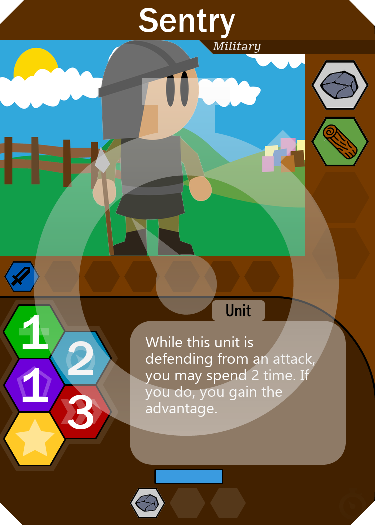 Sentry
Military
Unit
1
2
1
3
While this unit is
defending from an attack,
you may spend 2 time. If
you do, you gain the
advantage.